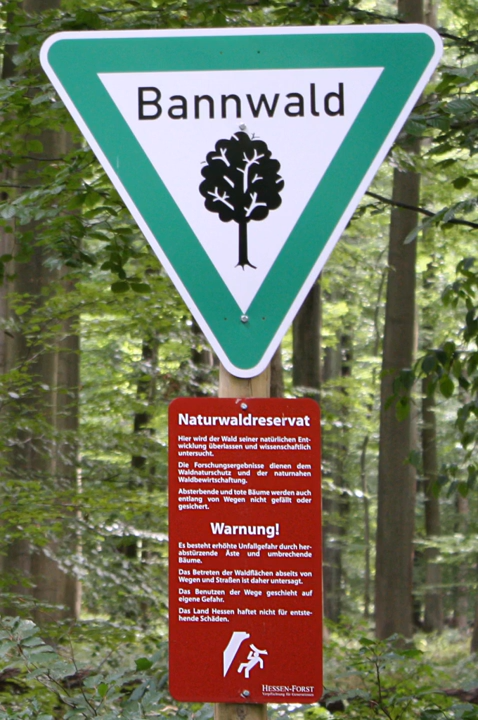 Bannwald
Naturwaldreservat
Hier wird der Wald seiner natürlichen Ent-
wicklung überlassen und wissenschaftlich
untersucht.
Die Forschungsergebnisse dienen dem
Waldnaturschutz und der naturnahen
Waldbewirtschaftung.
Absterbende und tote Bäume werden auch
entlang von Wegen nicht gefällt oder
gesichert.
Warnung!
Es besteht erhöhte Unfallgefahr durch her-
abstürzende Äste und umbrechende
Bäume.
Das Betreten der Waldflächen abseits von
Wegen und Straßen ist daher untersagt.
Das Benutzen der Wege geschieht auf
eigene Gefahr.
Das Land Hessen haftet nicht für entste-
hende Schäden.
HESSEN-FORST